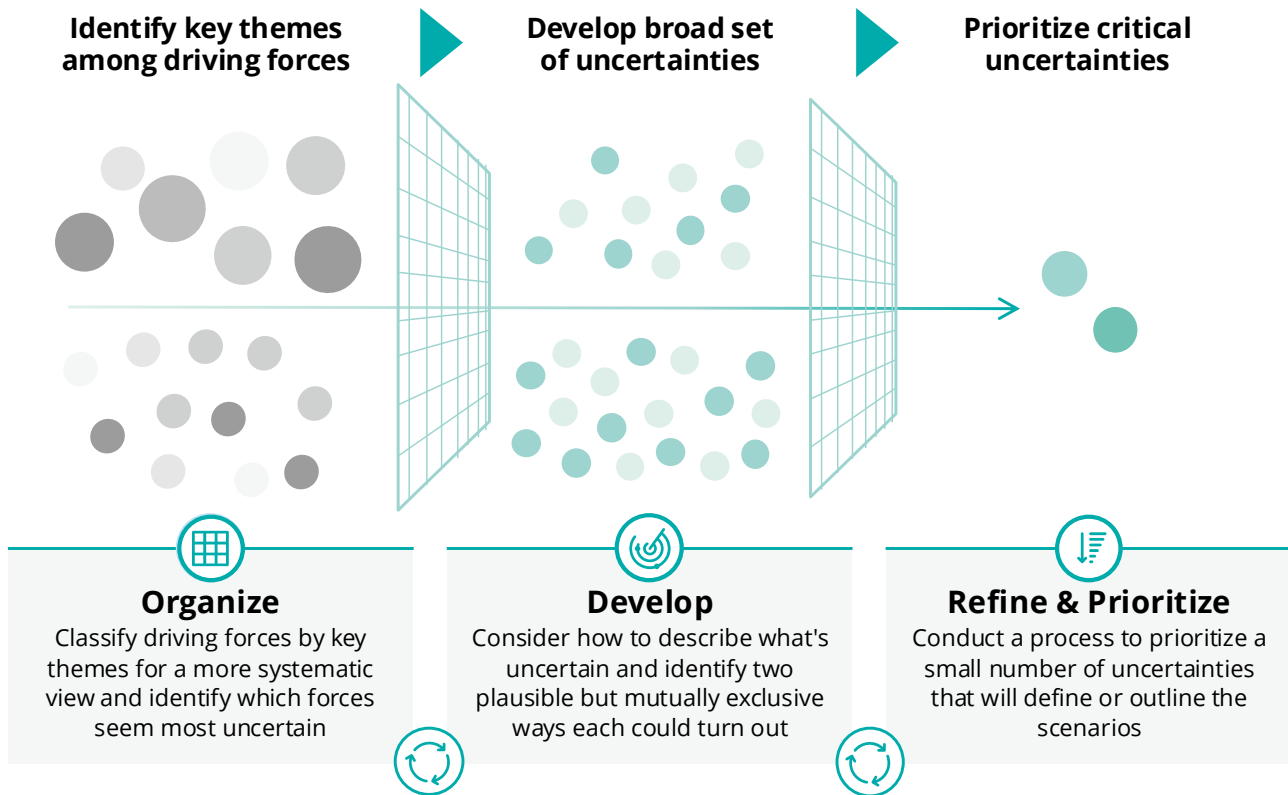 Identify key themes
among driving forces
Develop broad set
of uncertainties
Prioritize critical
uncertainties
Organize
Classify driving forces by key
themes for a more systematic
view and identify which forces
seem most uncertain
Develop
Consider how to describe what's
uncertain and identify two
plausible but mutually exclusive
ways each could turn out
Refine & Prioritize
Conduct a process to prioritize a
small number of uncertainties
that will define or outline the
scenarios